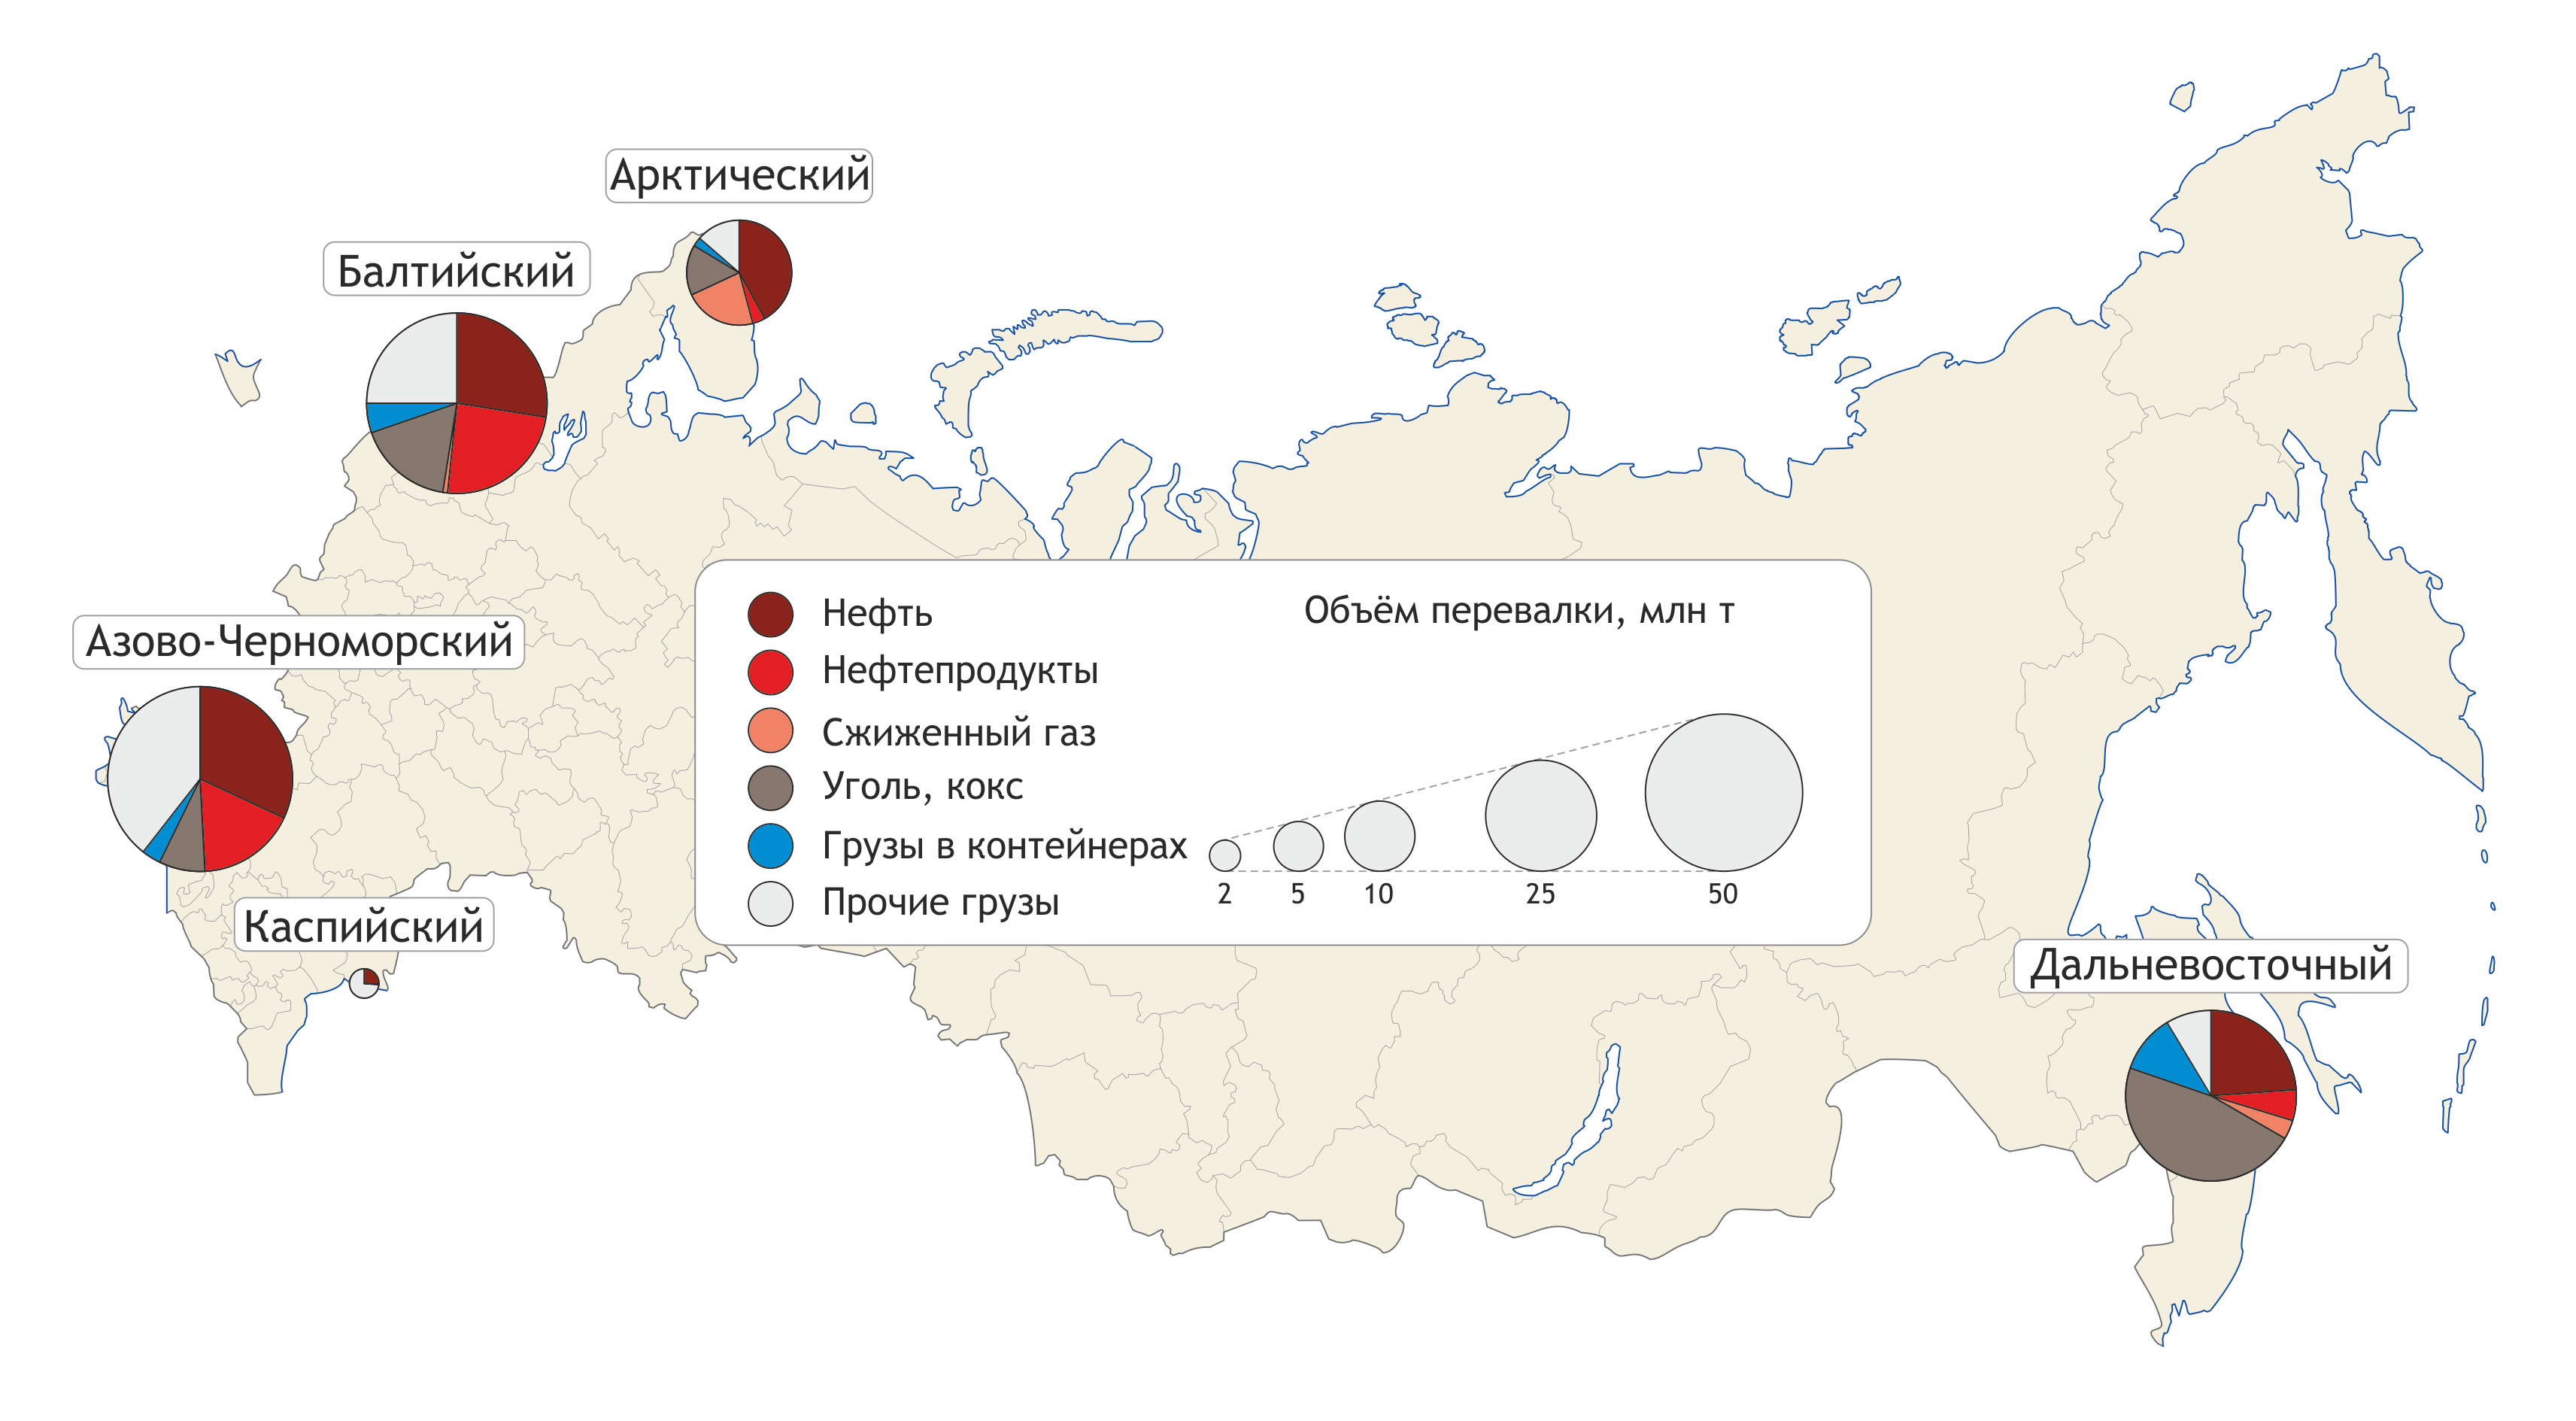 Арктический
Балтийский
Азово-Черноморский
Каспийский
Дальневосточный
Нефть
Нефтепродукты
Сжиженный газ
Уголь, кокс
Грузы в контейнерах
Прочие грузы
Объём перевалки, млн т
2 5 10 25 50